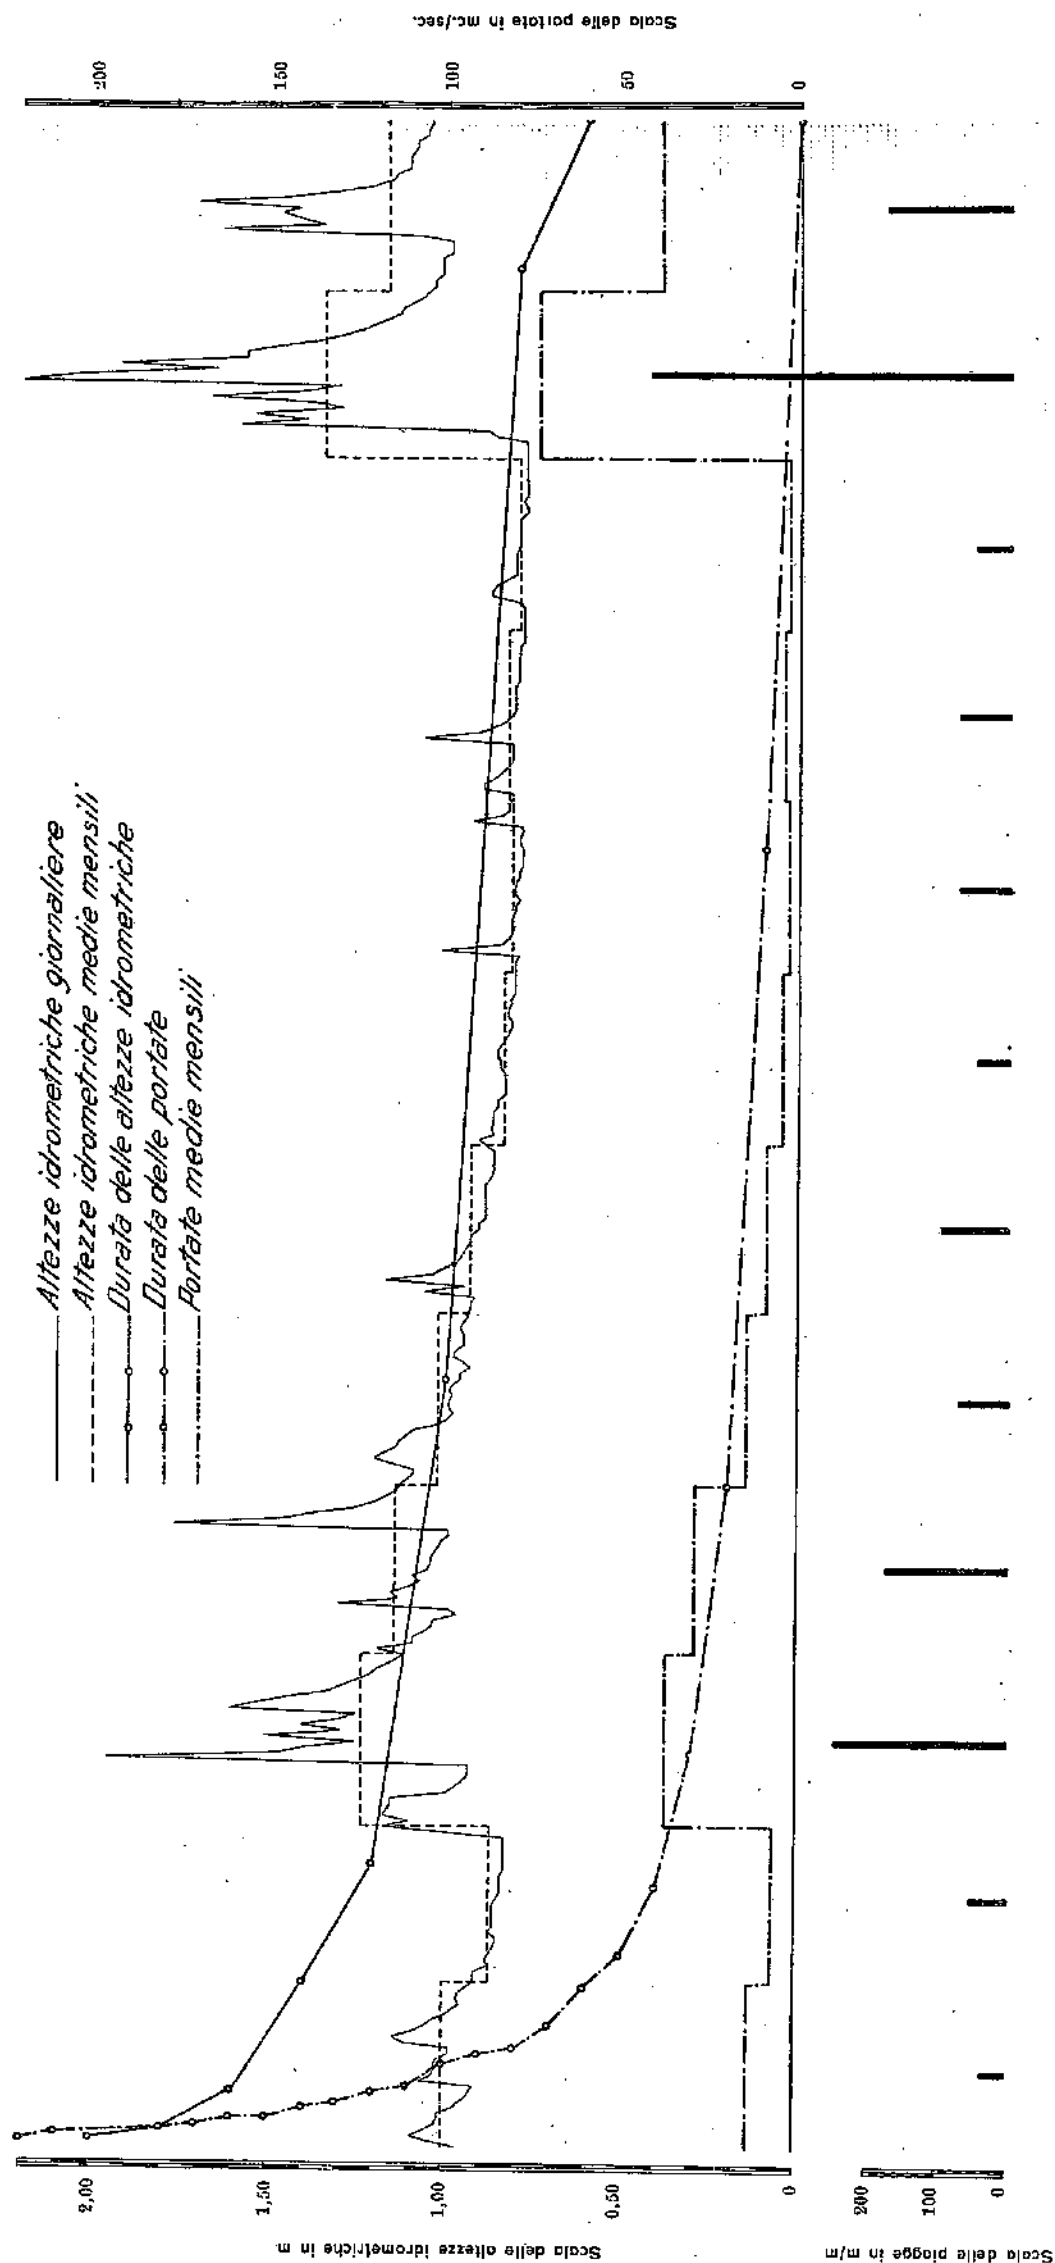 Altezze idrometriche giornaliere
Altezze idrometriche medie mensili
Durata delle altezze idrometriche
Durata delle portate
Portate medie mensili
Scala delle altezze idrometriche in m.
2,00
1,50
1,00
0,50
0
Scala delle portate in mc./sec.
200
150
100
50
0
Scala delle piogge in m/m
200
100
0